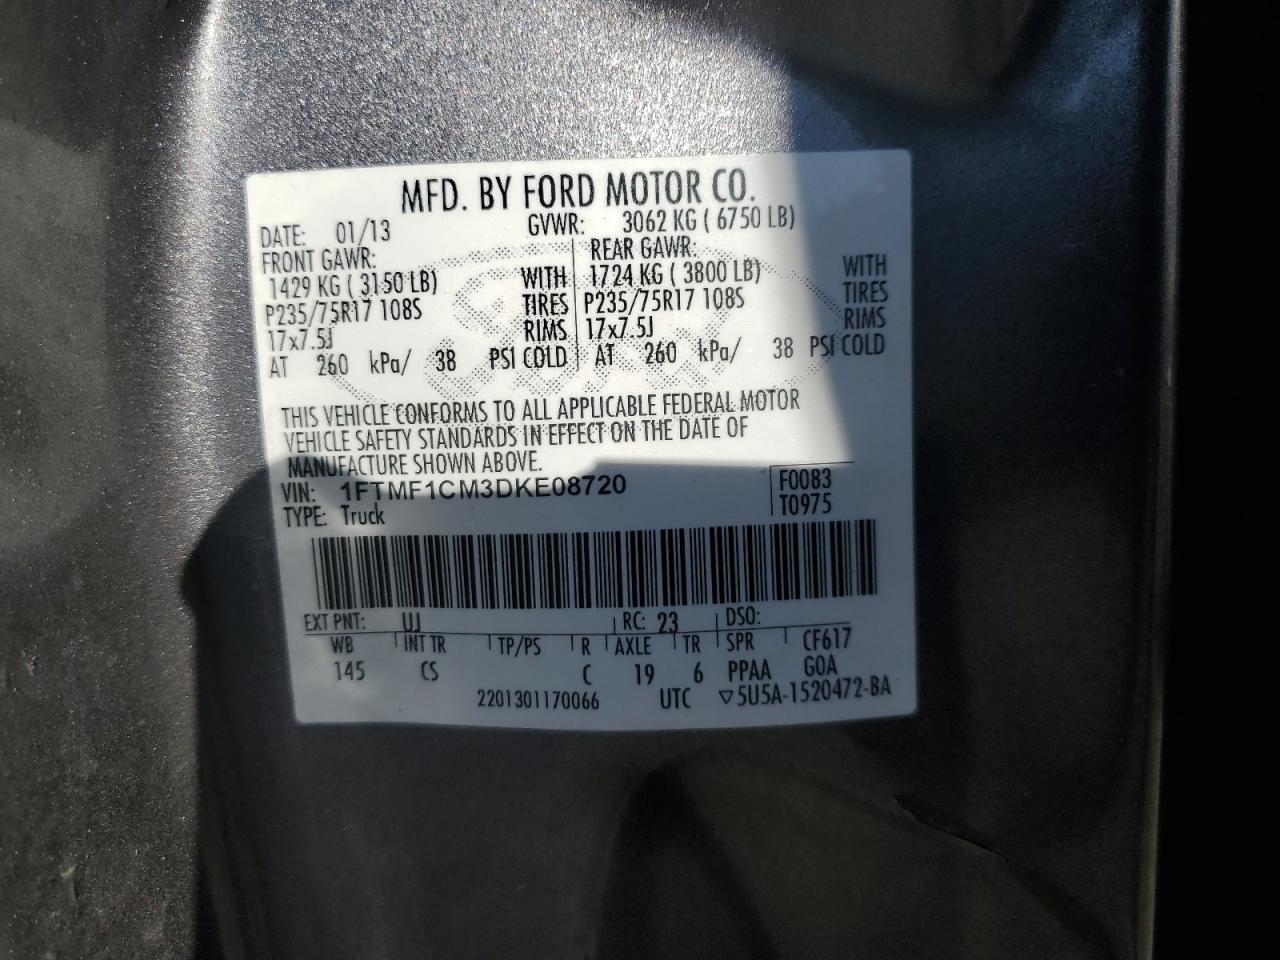 MFD. BY FORD MOTOR CO.
DATE: 01/13 GVWR: 3062 KG ( 6750 LB)
FRONT GAWR: REAR GAWR:
1429 KG ( 3150 LB) WITH 1724 KG ( 3800 LB) WITH
P235/75R17 108S TIRES P235/75R17 108S TIRES
17x7.5J RIMS 17x7.5J RIMS
AT 260 kPa/ 38 PSI COLD AT 260 kPa/ 38 PSI COLD
THIS VEHICLE CONFORMS TO ALL APPLICABLE FEDERAL MOTOR
VEHICLE SAFETY STANDARDS IN EFFECT ON THE DATE OF
MANUFACTURE SHOWN ABOVE.
VIN: 1FTMF1CM3DKE08720 F0083
TYPE: Truck T0975
EXT PNT: UJ RC: 23 DSO:
WB INT TR TP/PS R AXLE TR SPR CF617
145 CS C 19 6 PPAA GOA
2201301170066 UTC ▽5U5A-1520472-BA